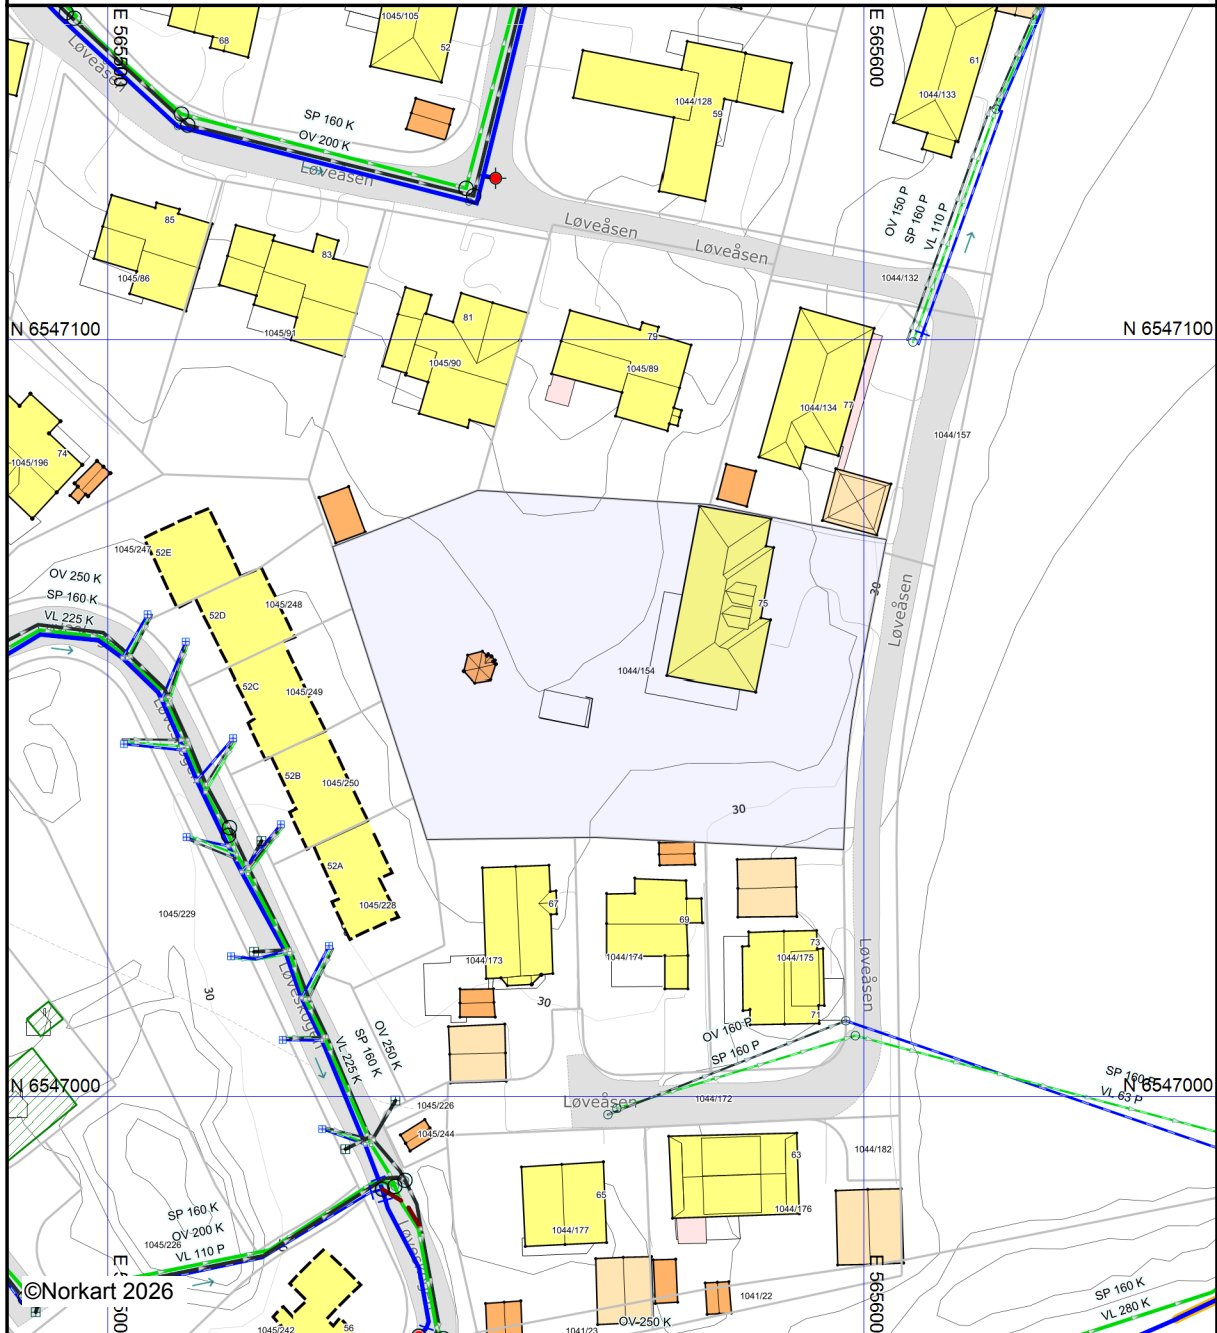 E 565500
E 565600
Løveåsen
68
1045/105
52
SP 160 K
OV 200 K
Løveåsen
1044/128
59
61
1044/133
OV 150 P
SP 160 P
VL 110 P
Løveåsen
Løveåsen
1044/132
85
1045/86
83
1045/91
81
1045/90
79
1045/89
N 6547100
N 6547100
1044/134
77
1044/157
74
1045/196
1045/247
52E
OV 250 K
SP 160 K
VL 225 K
52D
1045/248
52C
1045/249
52B
1045/250
52A
1045/228
1045/229
75
1044/154
30
30
Løveåsen
67
1044/173
69
1044/174
73
1044/175
71
Løveåsen
30
30
Løveskogen
OV 250 K
SP 160 K
VL 225 K
OV 160 P
SP 160 P
SP 160 P
VL 63 P
N 6547000
N 6547000
Løveåsen
1044/172
1045/226
1045/244
1044/182
63
1044/176
65
1044/177
SP 160 K
OV 200 K
VL 110 P
1045/226
©Norkart 2026
E 565500
E 565600
1045/242
56
1041/23
OV 250 K
1041/22
SP 160 K
VL 280 K